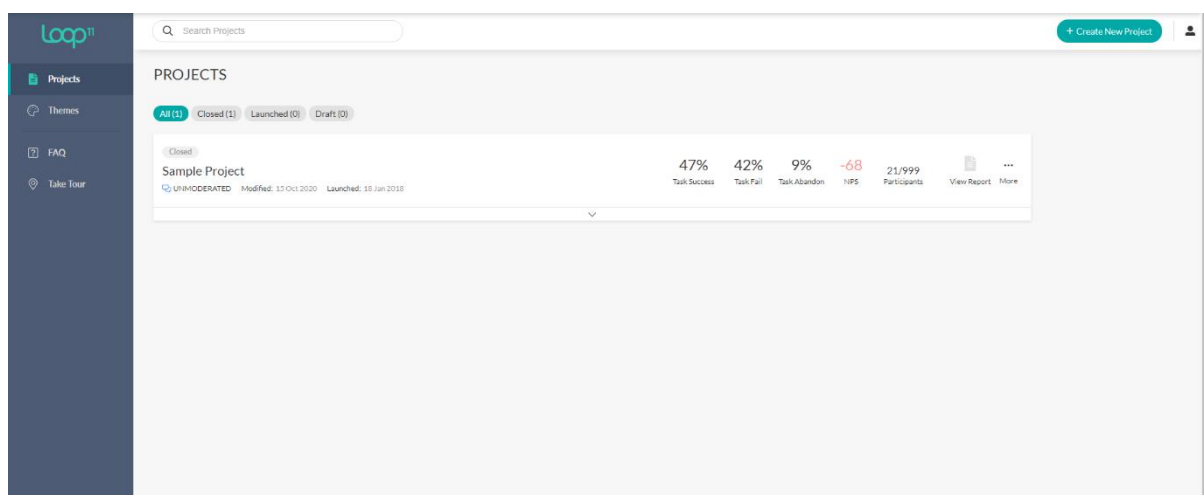 Loop11
Search Projects
+ Create New Project
Projects
Themes
FAQ
Take Tour
PROJECTS
All (1) Closed (1) Launched (0) Draft (0)
Closed
Sample Project
UNMODERATED Modified: 15 Oct 2020 Launched: 18 Jan 2018
47% 42% 9% -68 21/999
Task Success Task Fail Task Abandon NPS Participants View Report More